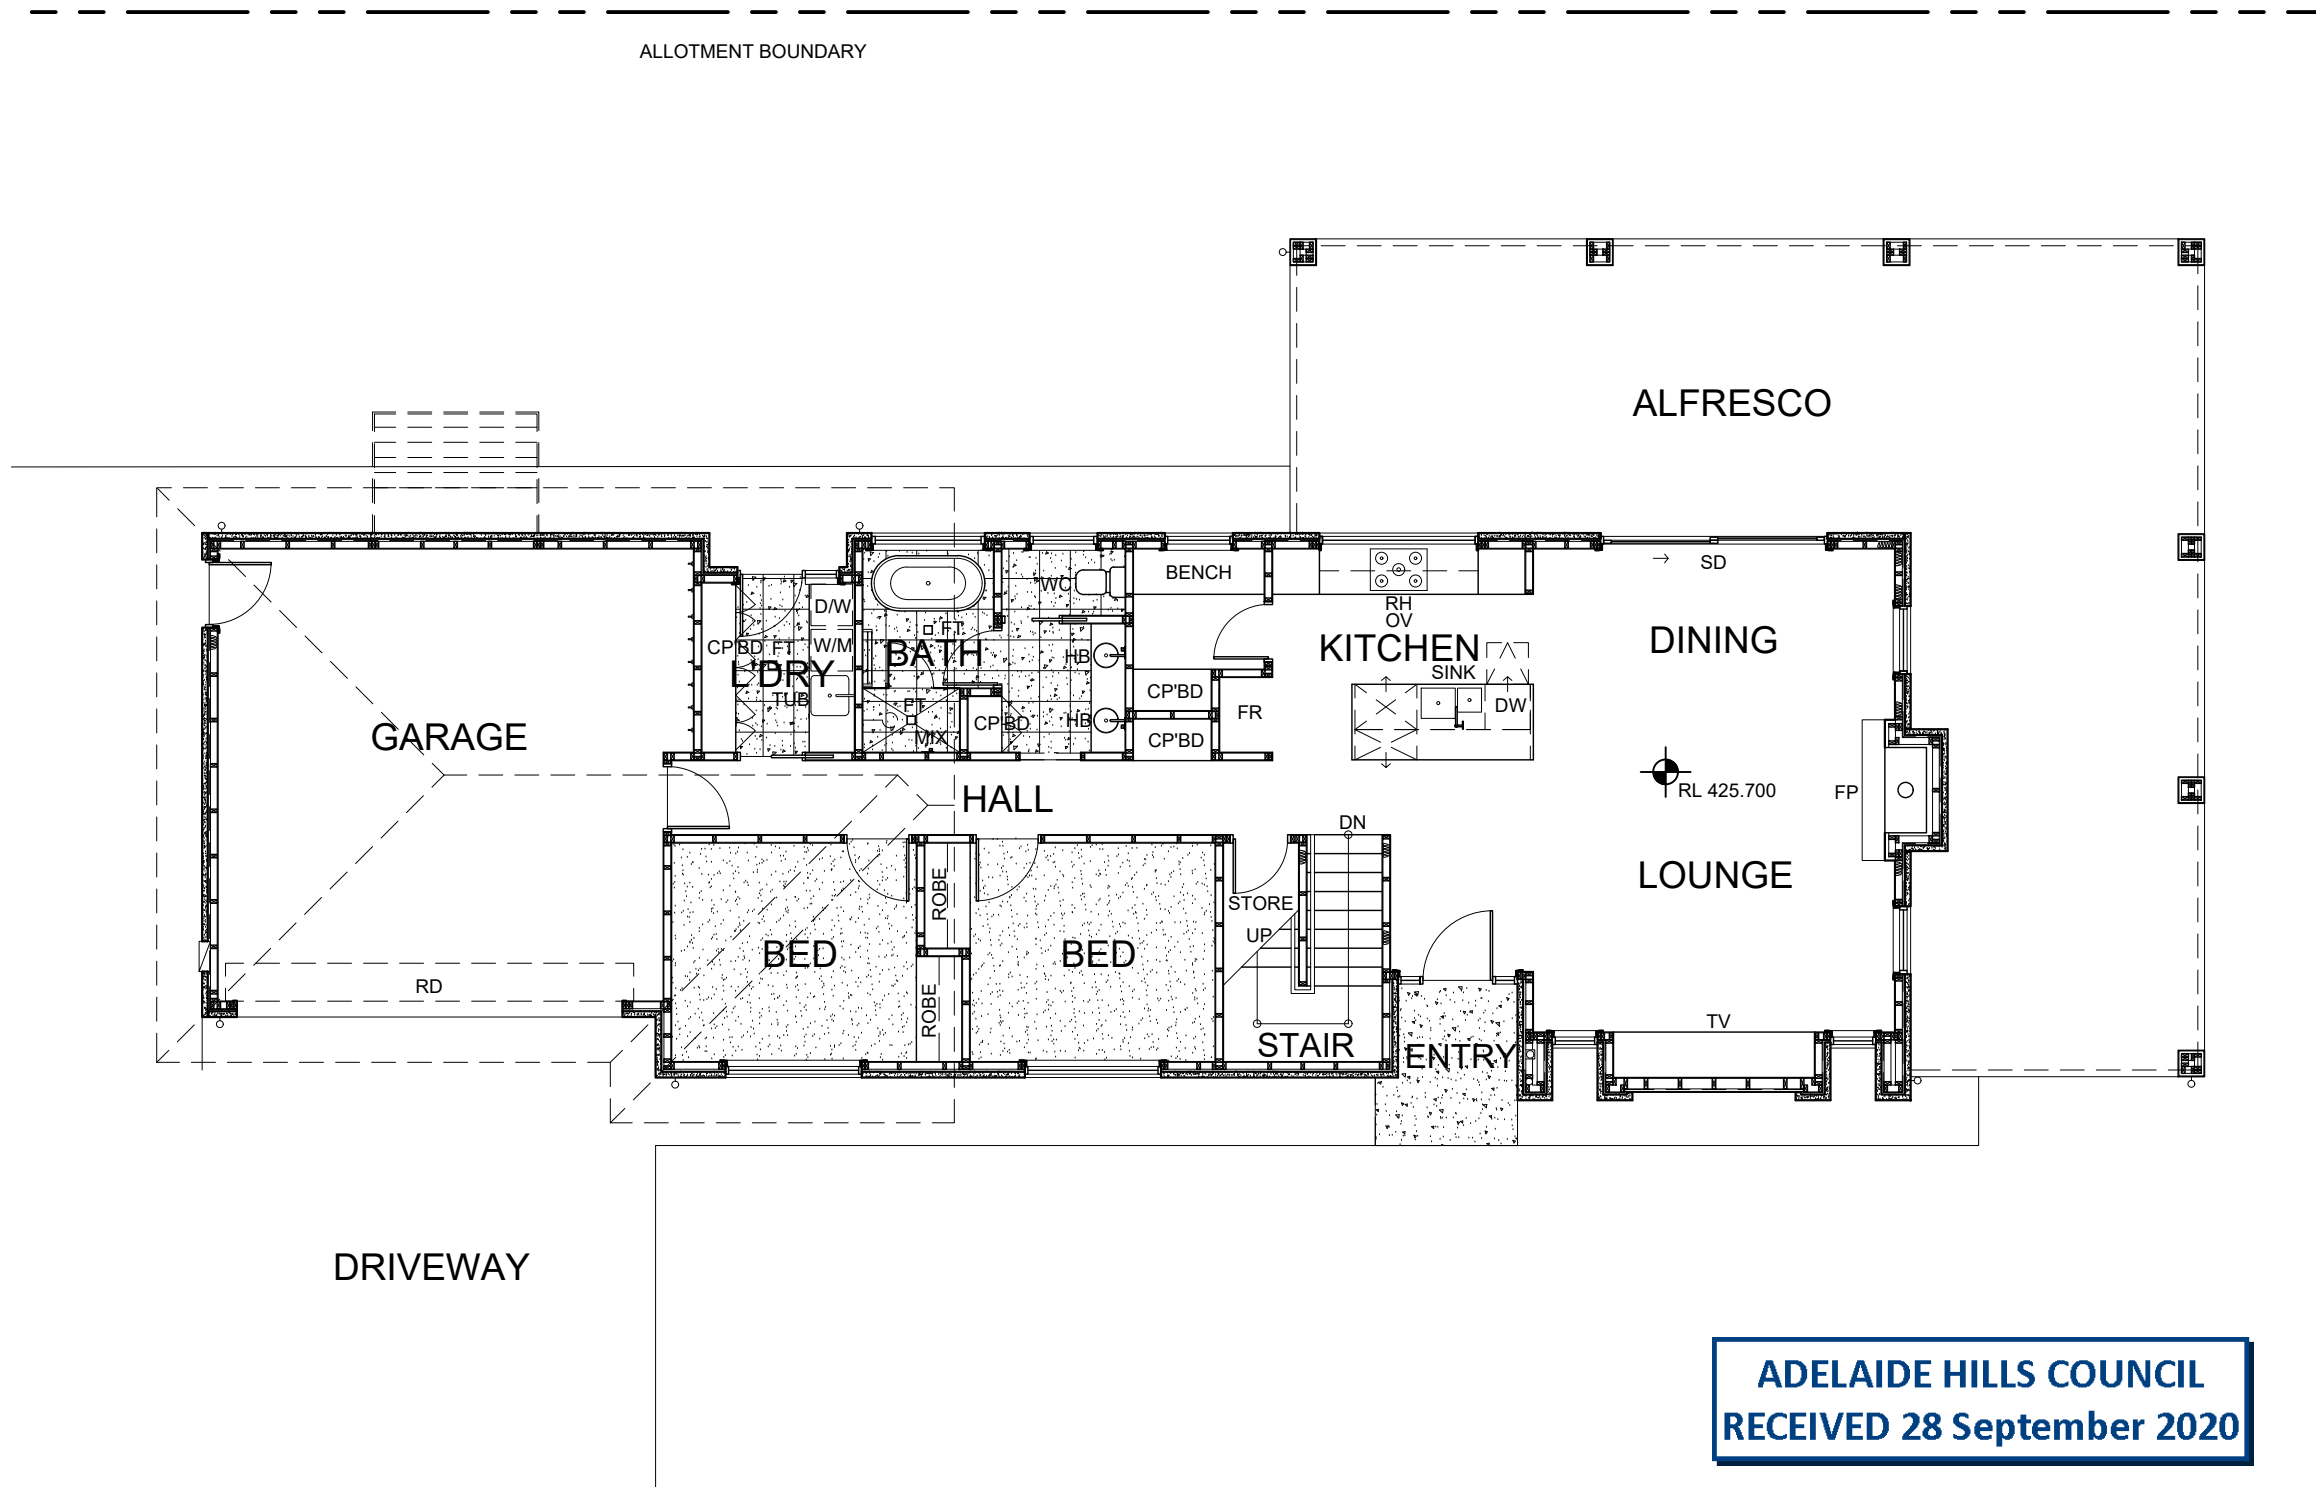 ALLOTMENT BOUNDARY
ALFRESCO
BENCH
SD
WC
RH
OV
D/W
FT
CP'BD
FT
W/M
BATH
HB
KITCHEN
DINING
L'DRY
TUB
SINK
CP'BD
DW
FR
FT
MIX
CP'BD
HB
CP'BD
GARAGE
HALL
RL 425.700
FP
DN
LOUNGE
ROBE
STORE
UP
BED
BED
RD
ROBE
TV
STAIR
ENTRY
DRIVEWAY
ADELAIDE HILLS COUNCIL
RECEIVED 28 September 2020